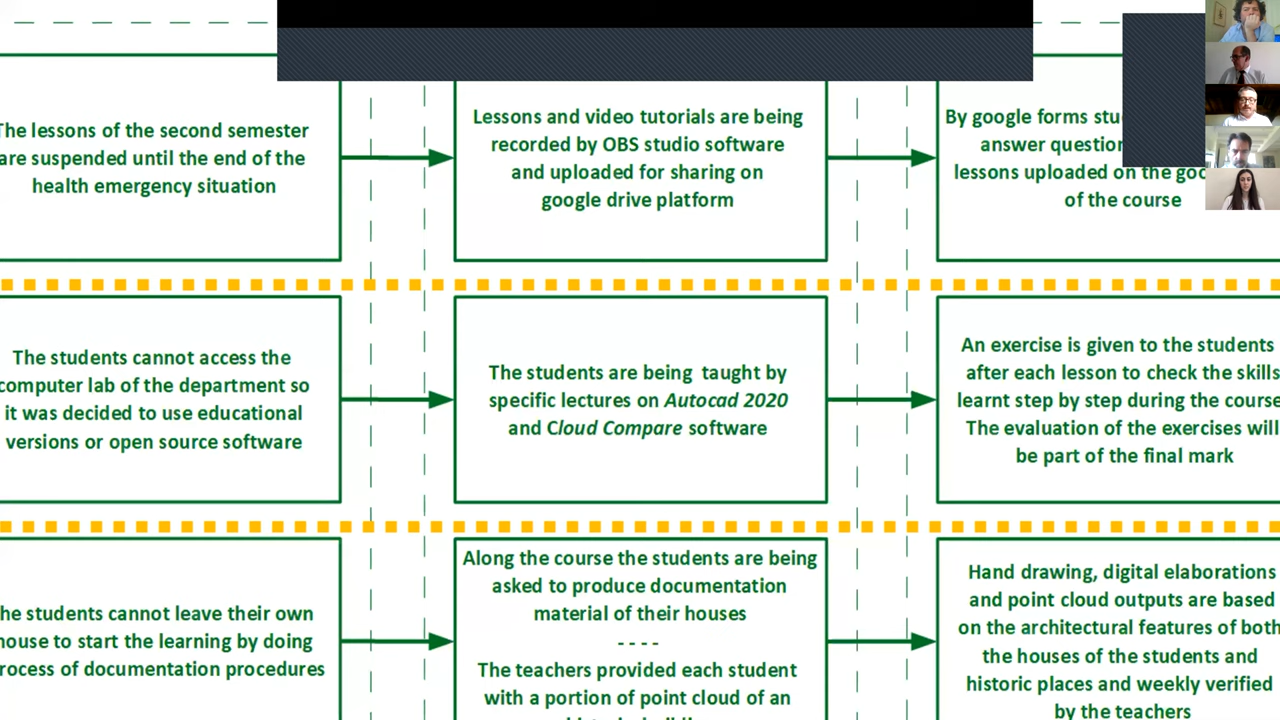 The lessons of the second semester
are suspended until the end of the
health emergency situation
Lessons and video tutorials are being
recorded by OBS studio software
and uploaded for sharing on
google drive platform
By google forms
answer
lessons uploaded on the
of the course
The students cannot access the
computer lab of the department so
it was decided to use educational
versions or open source software
The students are being taught by
specific lectures on Autocad 2020
and Cloud Compare software
An exercise is given to the students
after each lesson to check the skills
learnt step by step during the course
The evaluation of the exercises will
be part of the final mark
The students cannot leave their own
house to start the learning by doing
process of documentation procedures
Along the course the students are being
asked to produce documentation
material of their houses
- - - -
The teachers provided each student
with a portion of point cloud of an
Hand drawing, digital elaborations
and point cloud outputs are based
on the architectural features of both
the houses of the students and
historic places and weekly verified
by the teachers